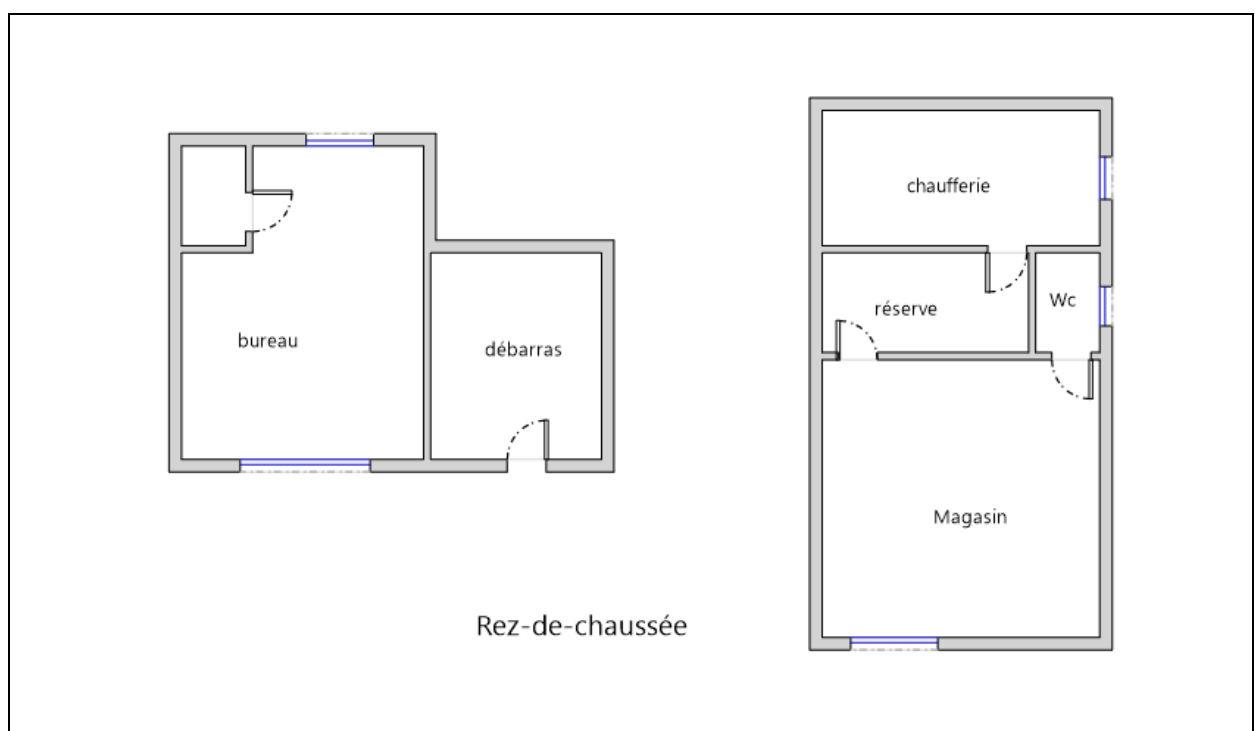 chaufferie
réserve
Wc
bureau
débarras
Magasin
Rez-de-chaussée